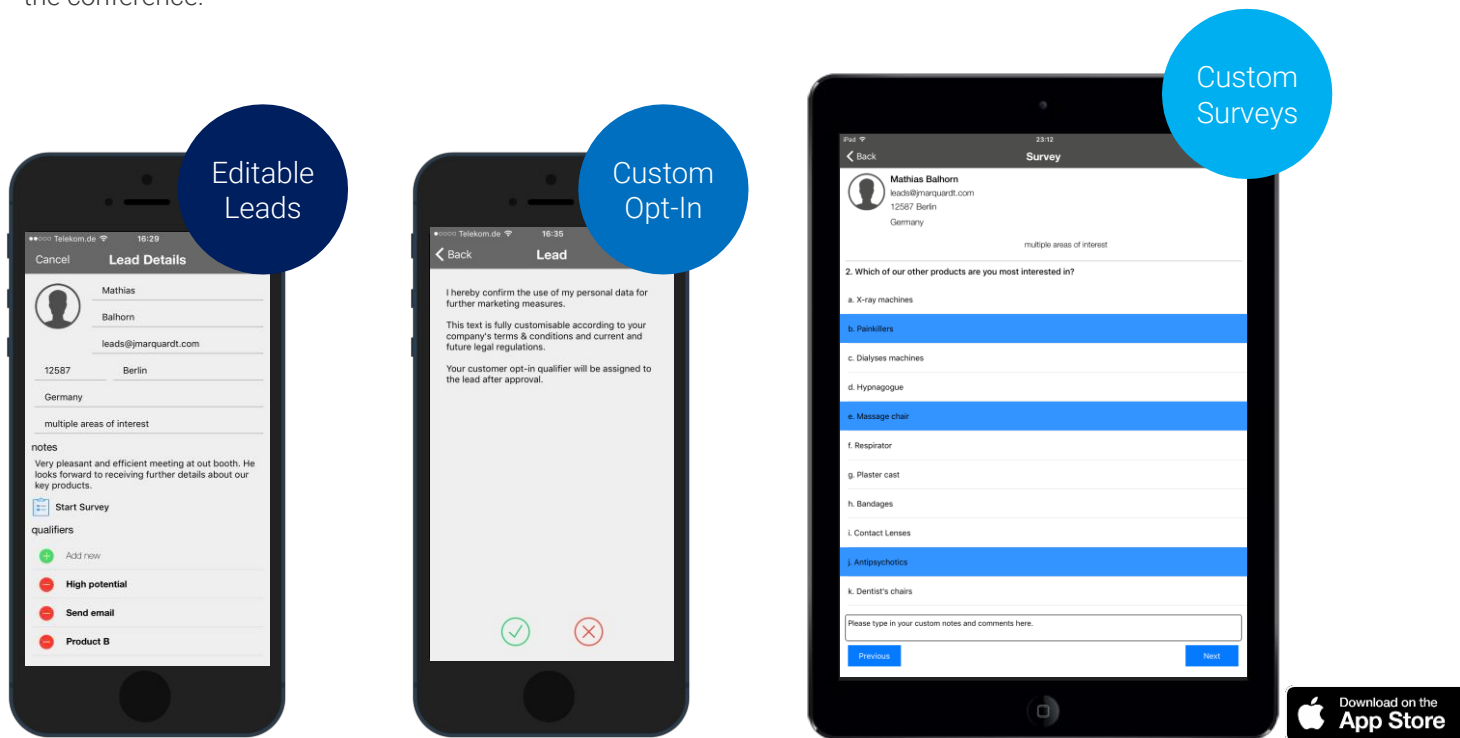 the conference.
Editable
Leads
Telekom.de
16:29
Cancel
Lead Details
Mathias
Balhorn
leads@jmarquardt.com
12587
Berlin
Germany
multiple areas of interest
notes
Very pleasant and efficient meeting at out booth. He
looks forward to receiving further details about our
key products.
Start Survey
qualifiers
Add new
High potential
Send email
Product B
Custom
Opt-In
Telekom.de
16:35
Back
Lead
I hereby confirm the use of my personal data for
further marketing measures.
This text is fully customisable according to your
company's terms & conditions and current and
future legal regulations.
Your customer opt-in qualifier will be assigned to
the lead after approval.
Custom
Surveys
iPad
23:12
Back
Survey
Mathias Balhorn
leads@jmarquardt.com
12587 Berlin
Germany
multiple areas of interest
2. Which of our other products are you most interested in?
a. X-ray machines
b. Painkillers
c. Dialyses machines
d. Hypnagogue
e. Massage chair
f. Respirator
g. Plaster cast
h. Bandages
i. Contact Lenses
j. Antipsychotics
k. Dentist's chairs
Please type in your custom notes and comments here.
Previous
Next
Download on the
App Store